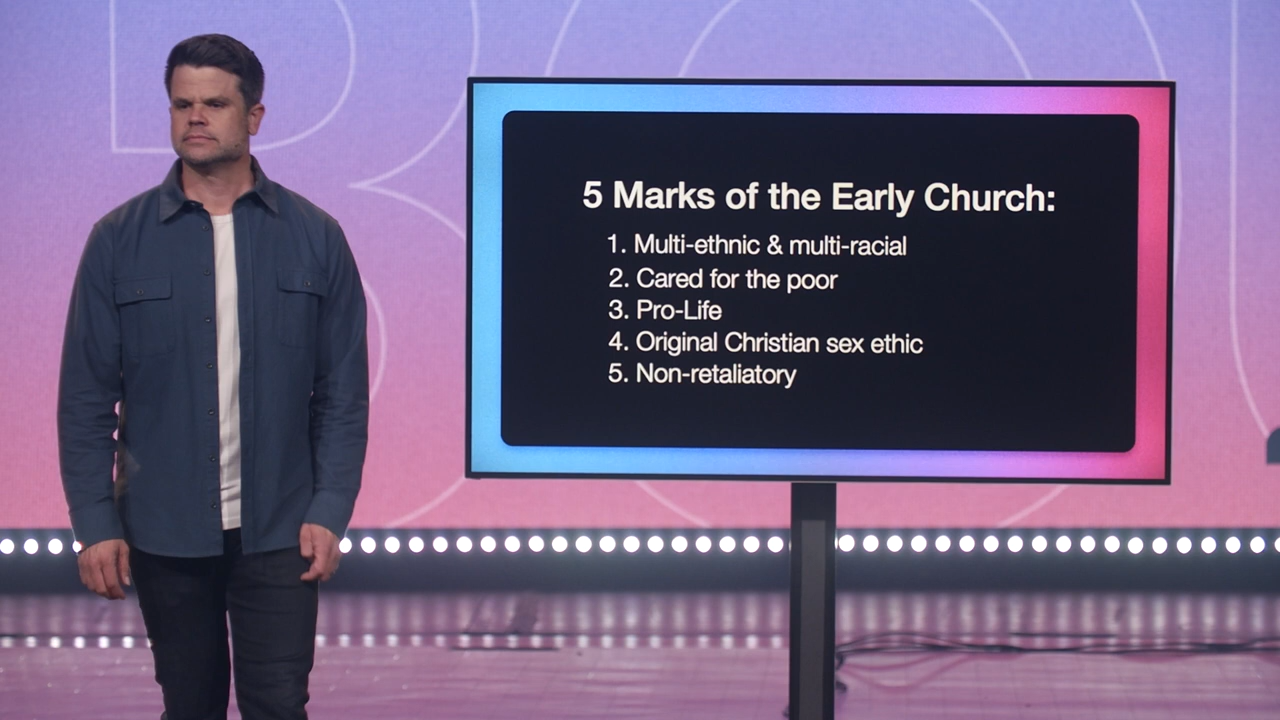 5 Marks of the Early Church:
1. Multi-ethnic & multi-racial
2. Cared for the poor
3. Pro-Life
4. Original Christian sex ethic
5. Non-retaliatory